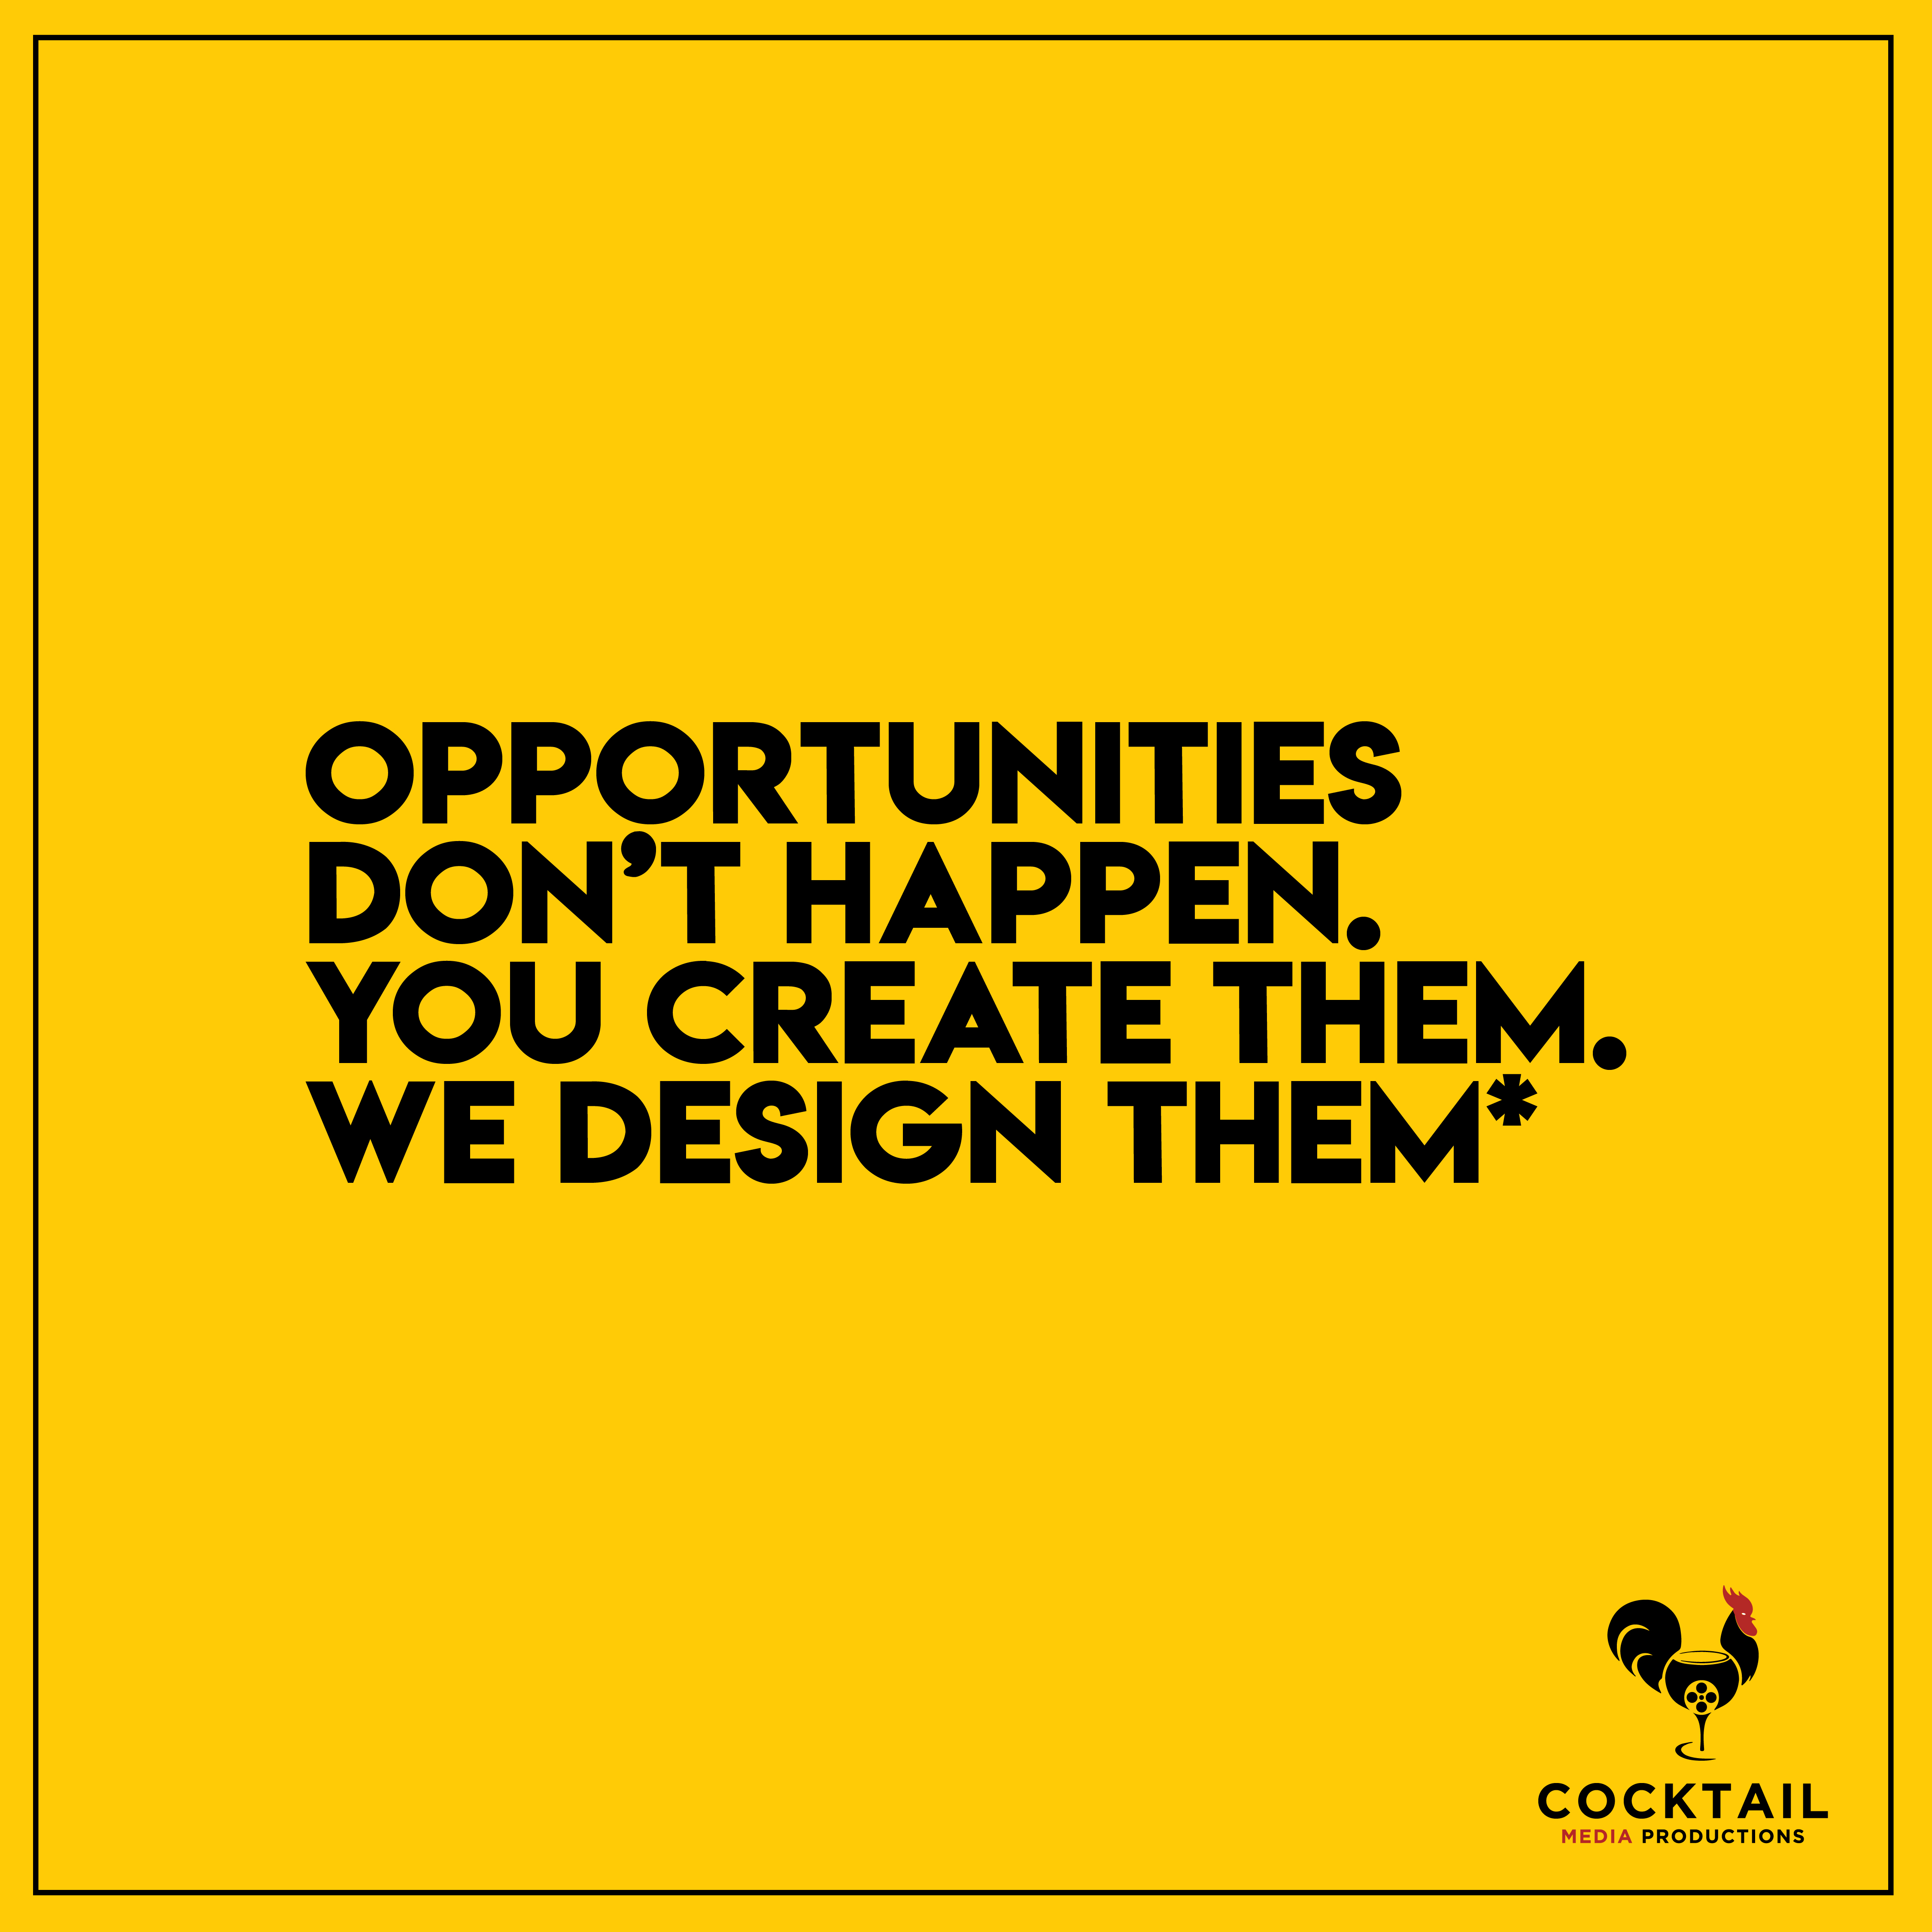 OPPORTUNITIES
DON’T HAPPEN.
YOU CREATE THEM.
WE DESIGN THEM*
COCKTAIL
MEDIA PRODUCTIONS